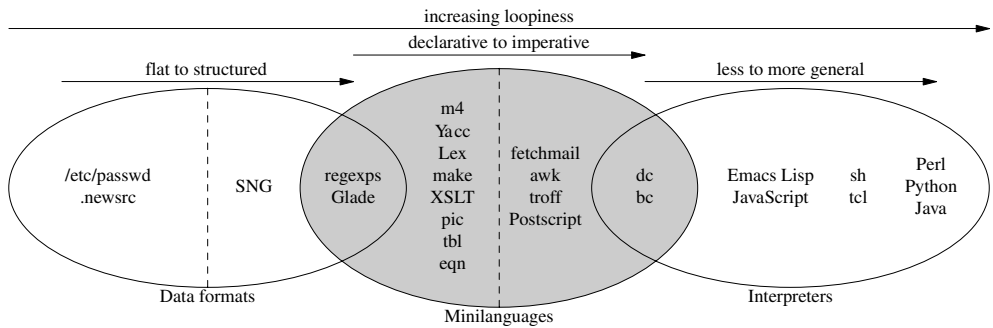 increasing loopiness
declarative to imperative
flat to structured
less to more general
/etc/passwd
.newsrc
SNG
regexps
Glade
m4
Yacc
Lex
make
XSLT
pic
tbl
eqn
fetchmail
awk
troff
Postscript
dc
bc
Emacs Lisp
JavaScript
sh
tcl
Perl
Python
Java
Data formats
Minilanguages
Interpreters